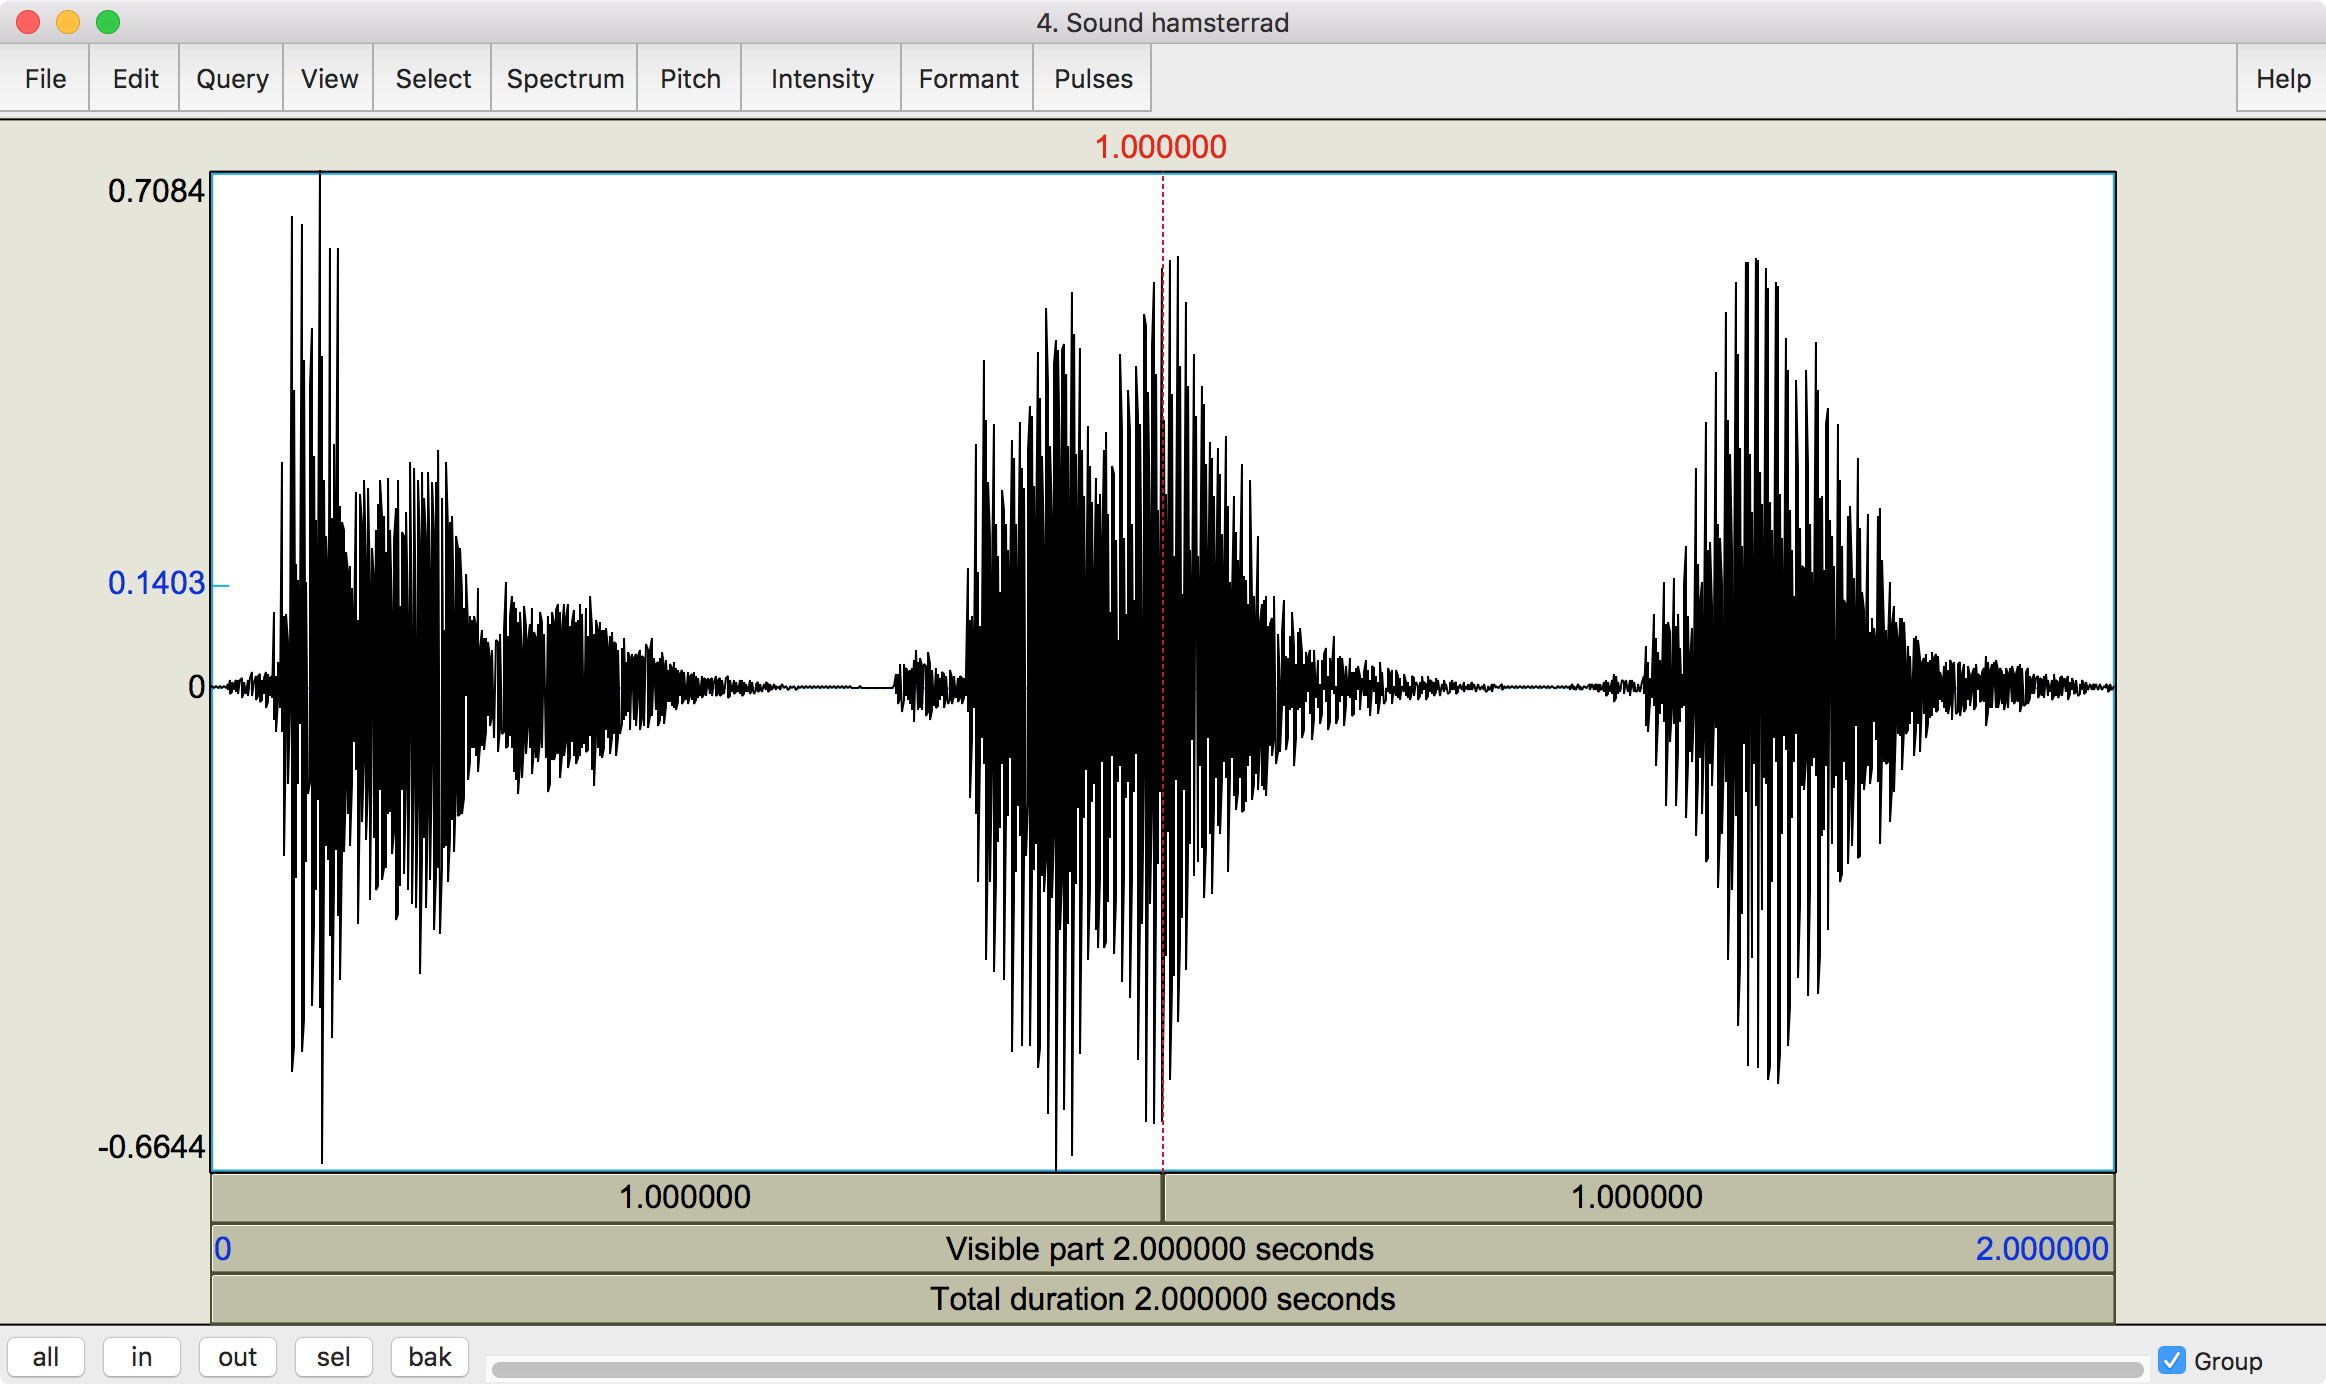 4. Sound hamsterrad
File Edit Query View Select Spectrum Pitch Intensity Formant Pulses Help
1.000000
0.7084
0.1403
0
-0.6644
1.000000 1.000000
0 Visible part 2.000000 seconds 2.000000
Total duration 2.000000 seconds
all in out sel bak Group